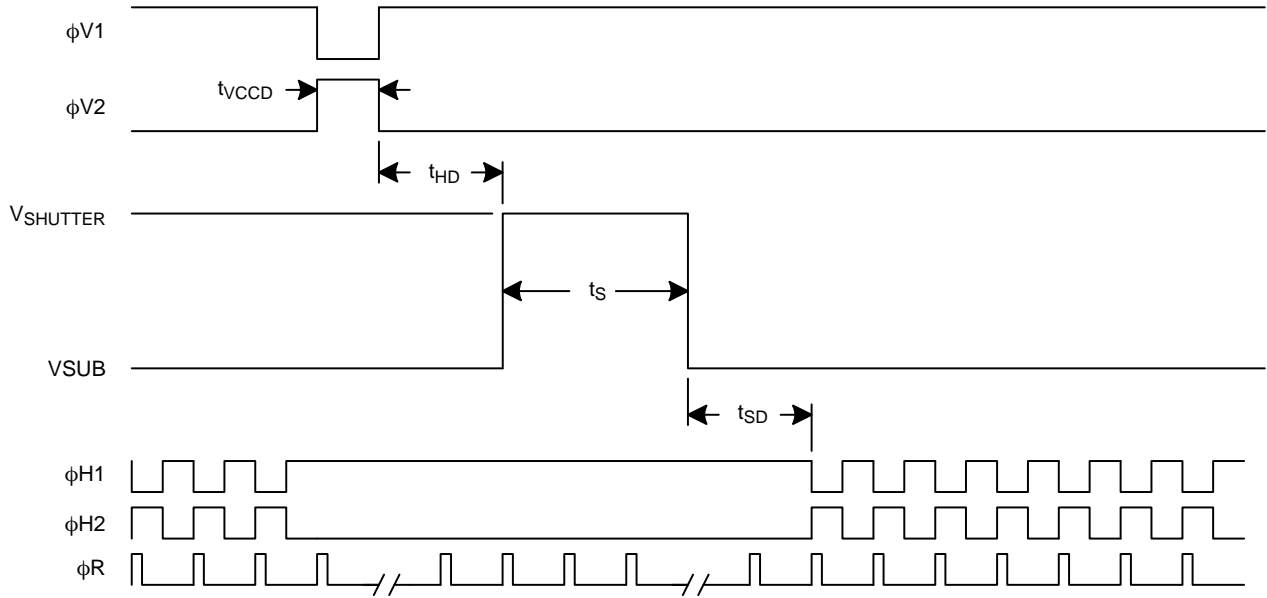 ϕV1
tVCCD
ϕV2
tHD
VSHUTTER
tS
VSUB
tSD
ϕH1
ϕH2
ϕR